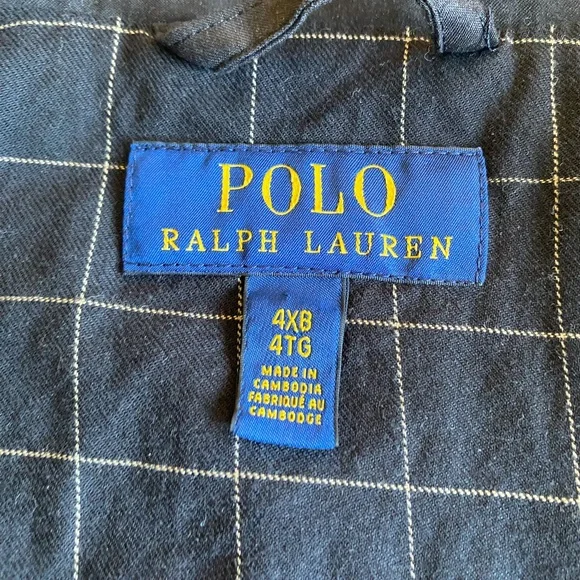 POLO
RALPH LAUREN
4XB
4TG
MADE IN
CAMBODIA
FABRIQUÉ AU
CAMBODGE